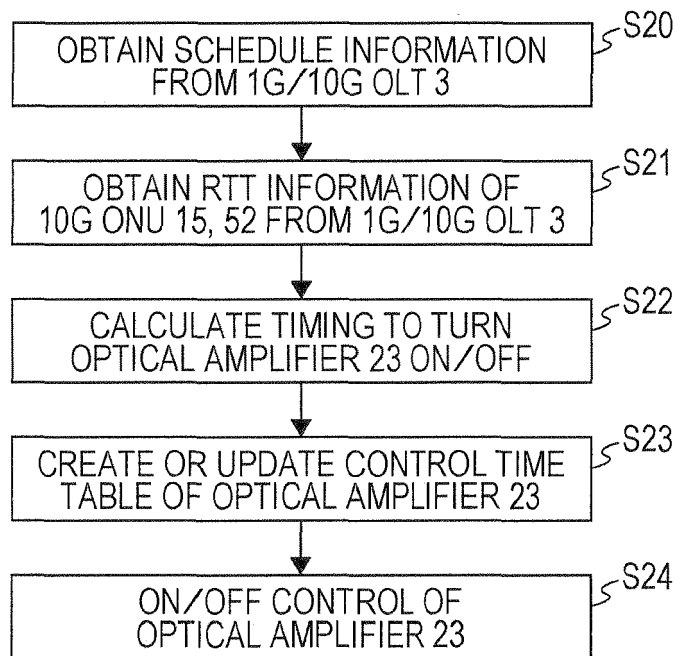 OBTAIN SCHEDULE INFORMATION
FROM 1G/10G OLT 3
S20
OBTAIN RTT INFORMATION OF
10G ONU 15, 52 FROM 1G/10G OLT 3
S21
CALCULATE TIMING TO TURN
OPTICAL AMPLIFIER 23 ON/OFF
S22
CREATE OR UPDATE CONTROL TIME
TABLE OF OPTICAL AMPLIFIER 23
S23
ON/OFF CONTROL OF
OPTICAL AMPLIFIER 23
S24